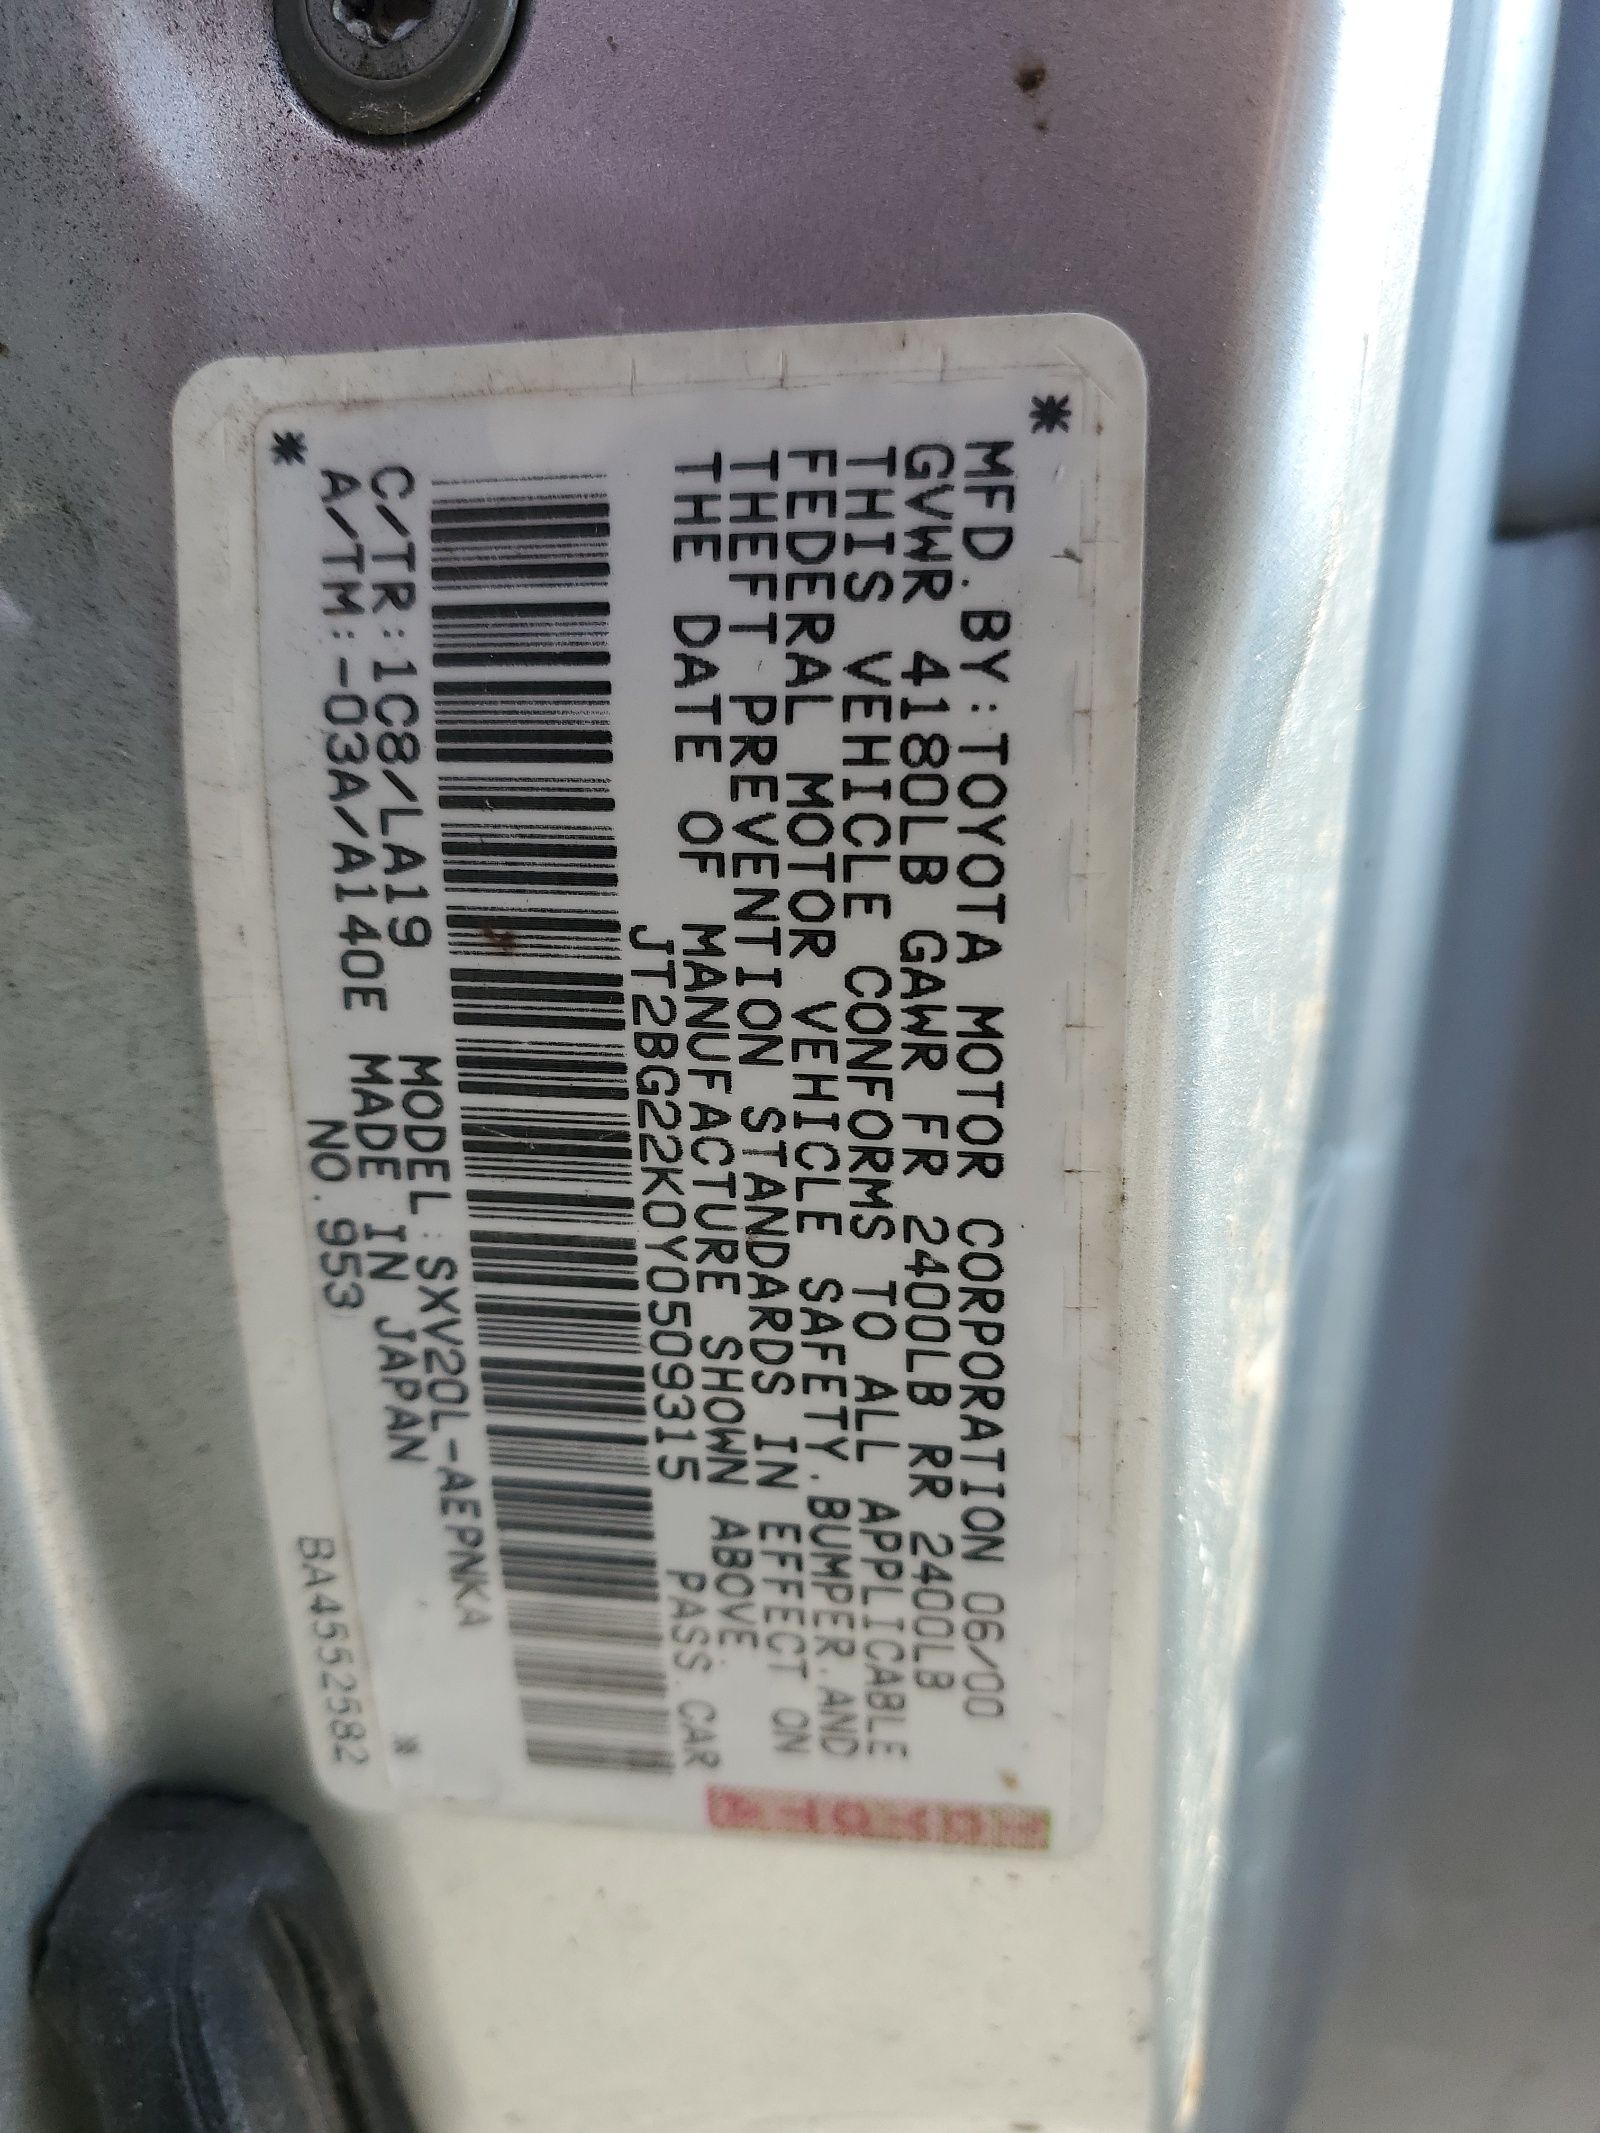 MFD.BY:TOYOTA MOTOR CORPORATION 06/00
GVWR 4180LB GAWR FR 2400LB RR 2400LB
THIS VEHICLE CONFORMS TO ALL APPLICABLE
FEDERAL MOTOR VEHICLE SAFETY.BUMPER.AND
THEFT PREVENTION STANDARDS IN EFFECT ON
THE DATE OF MANUFACTURE SHOWN ABOVE.
JT2BG22K0Y0509315 PASS.CAR
C/TR:1C8/LA19 MODEL:SXV20L-AEPNKA
A/TM:-03A/A140E MADE IN JAPAN
NO.953
BA4552582
TOYOTA